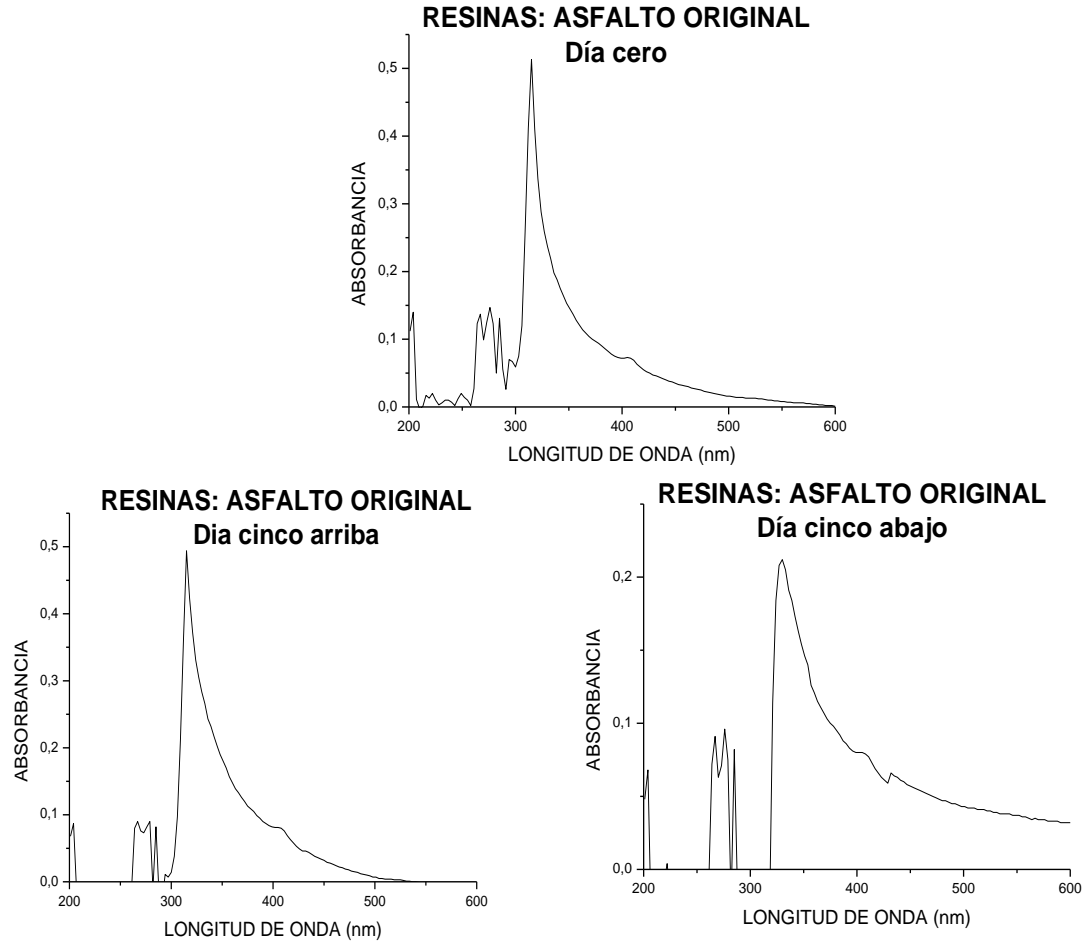 RESINAS: ASFALTO ORIGINAL
Día cero
0,5
0,4
0,3
0,2
0,1
0,0
ABSORBANCIA
200 300 400 500 600
LONGITUD DE ONDA (nm)
RESINAS: ASFALTO ORIGINAL
Dia cinco arriba
0,5
0,4
0,3
0,2
0,1
0,0
ABSORBANCIA
200 300 400 500 600
LONGITUD DE ONDA (nm)
RESINAS: ASFALTO ORIGINAL
Día cinco abajo
0,2
0,1
0,0
ABSORBANCIA
200 300 400 500 600
LONGITUD DE ONDA (nm)